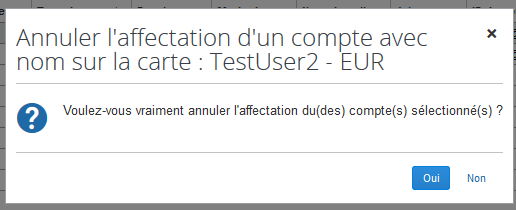 Annuler l'affectation d'un compte avec
nom sur la carte : TestUser2 - EUR
Voulez-vous vraiment annuler l'affectation du(des) compte(s) sélectionné(s) ?
Oui
Non